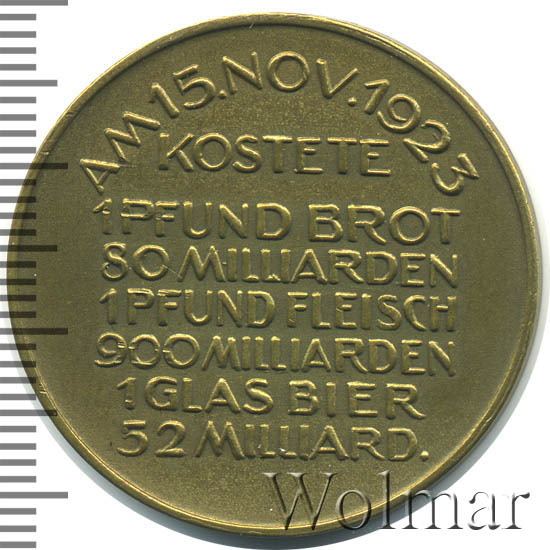 AM 15. NOV. 1923
KOSTETE
1 PFUND BROT
80 MILLIARDEN
1 PFUND FLEISCH
900 MILLIARDEN
1 GLAS BIER
52 MILLIARD.
Wolmar